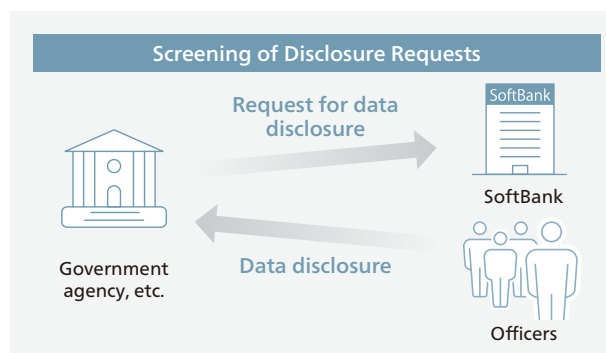 Screening of Disclosure Requests
Request for data
disclosure
SoftBank
SoftBank
Government
agency, etc.
Data disclosure
Officers